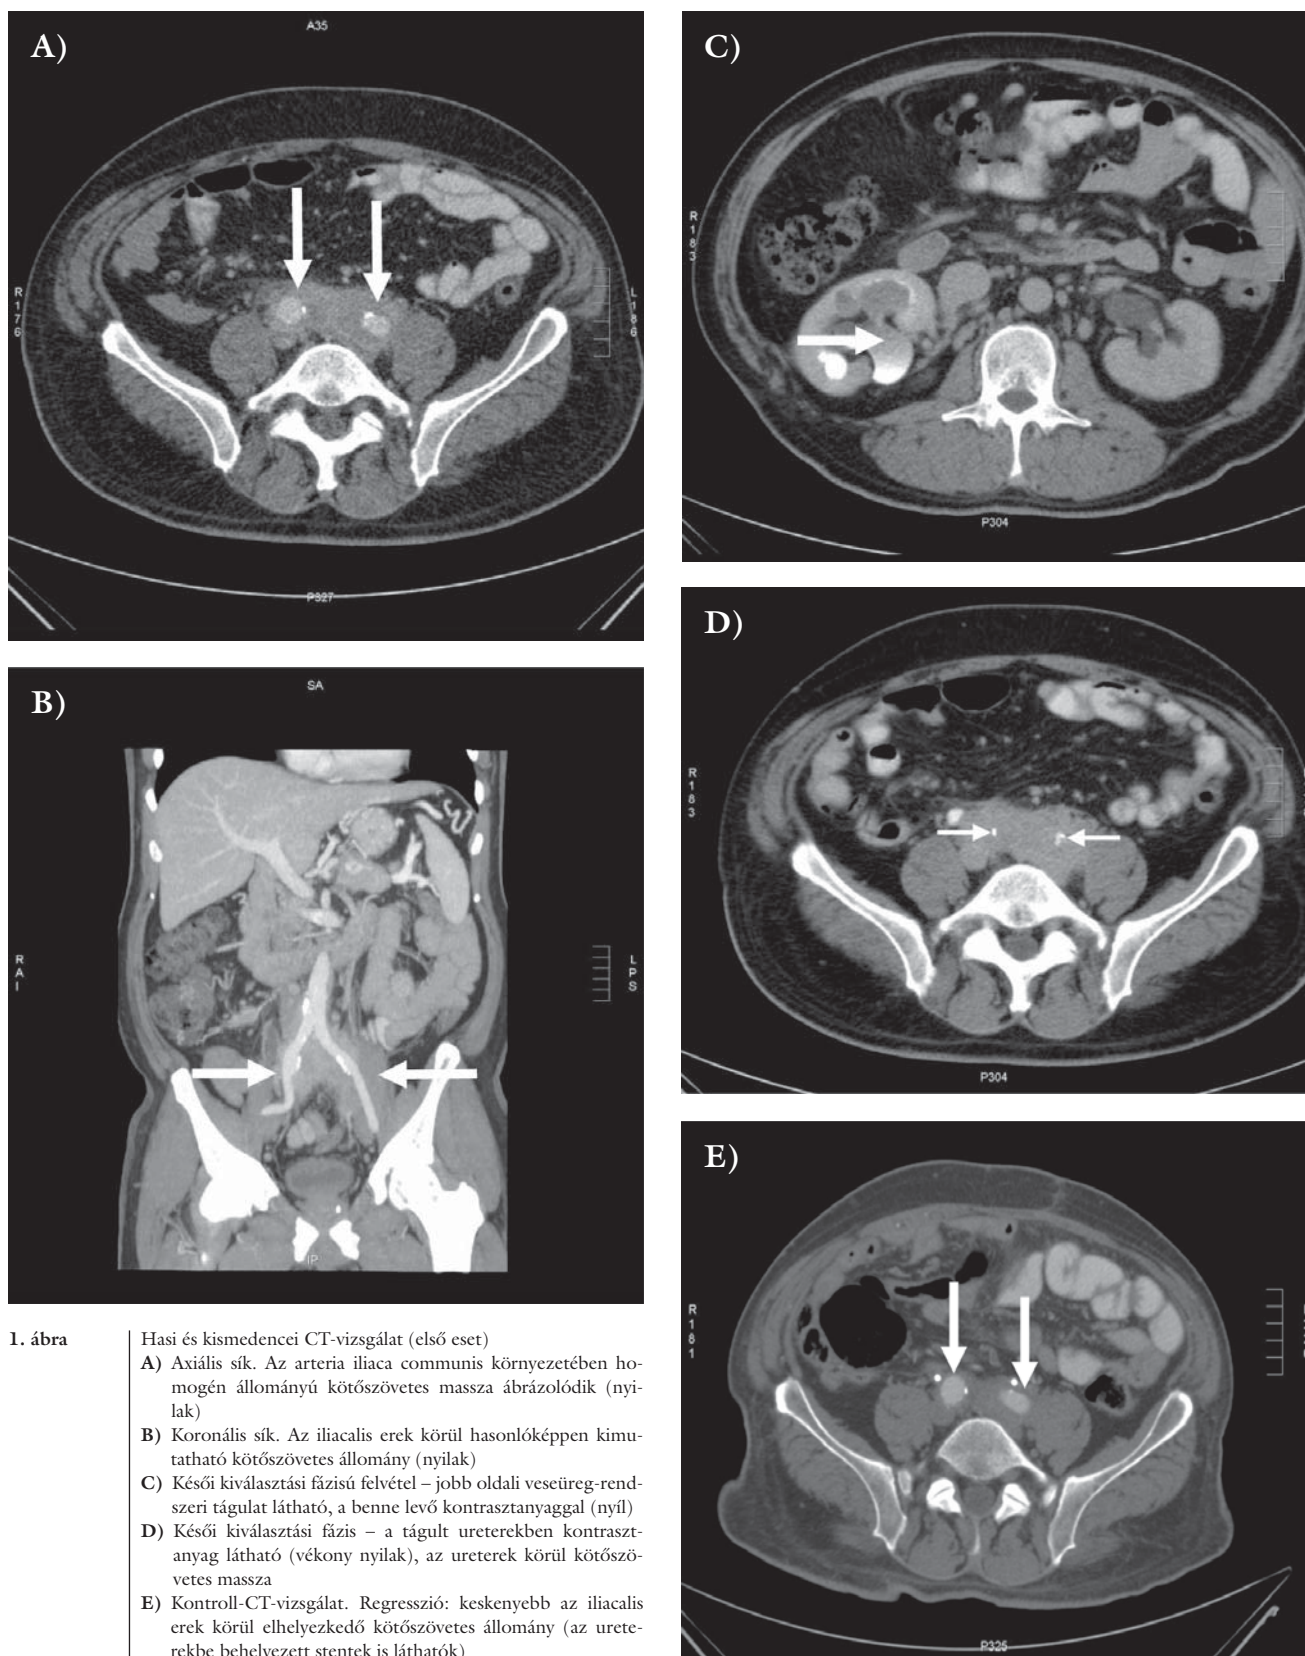 A)
A35
R
1
7
6
L
1
8
6
P327
B)
SA
R
A
I
L
P
S
IP
C)
R
1
8
3
P304
D)
R
1
8
3
P304
E)
R
1
8
1
P325
1. ábra
Hasi és kismedencei CT-vizsgálat (első eset)
A) Axiális sík. Az arteria iliaca communis környezetében ho-
mogén állományú kötőszövetes massza ábrázolódik (nyi-
lak)
B) Koronális sík. Az iliacalis erek körül hasonlóképpen kimu-
tatható kötőszövetes állomány (nyilak)
C) Késői kiválasztási fázisú felvétel – jobb oldali veseüreg-rend-
szeri tágulat látható, a benne levő kontrasztanyaggal (nyíl)
D) Késői kiválasztási fázis – a tágult ureterekben kontraszt-
anyag látható (vékony nyilak), az ureterek körül kötőszö-
vetes massza
E) Kontroll-CT-vizsgálat. Regresszió: keskenyebb az iliacalis
erek körül elhelyezkedő kötőszövetes állomány (az urete-
rekbe behelyezett stentek is láthatók)